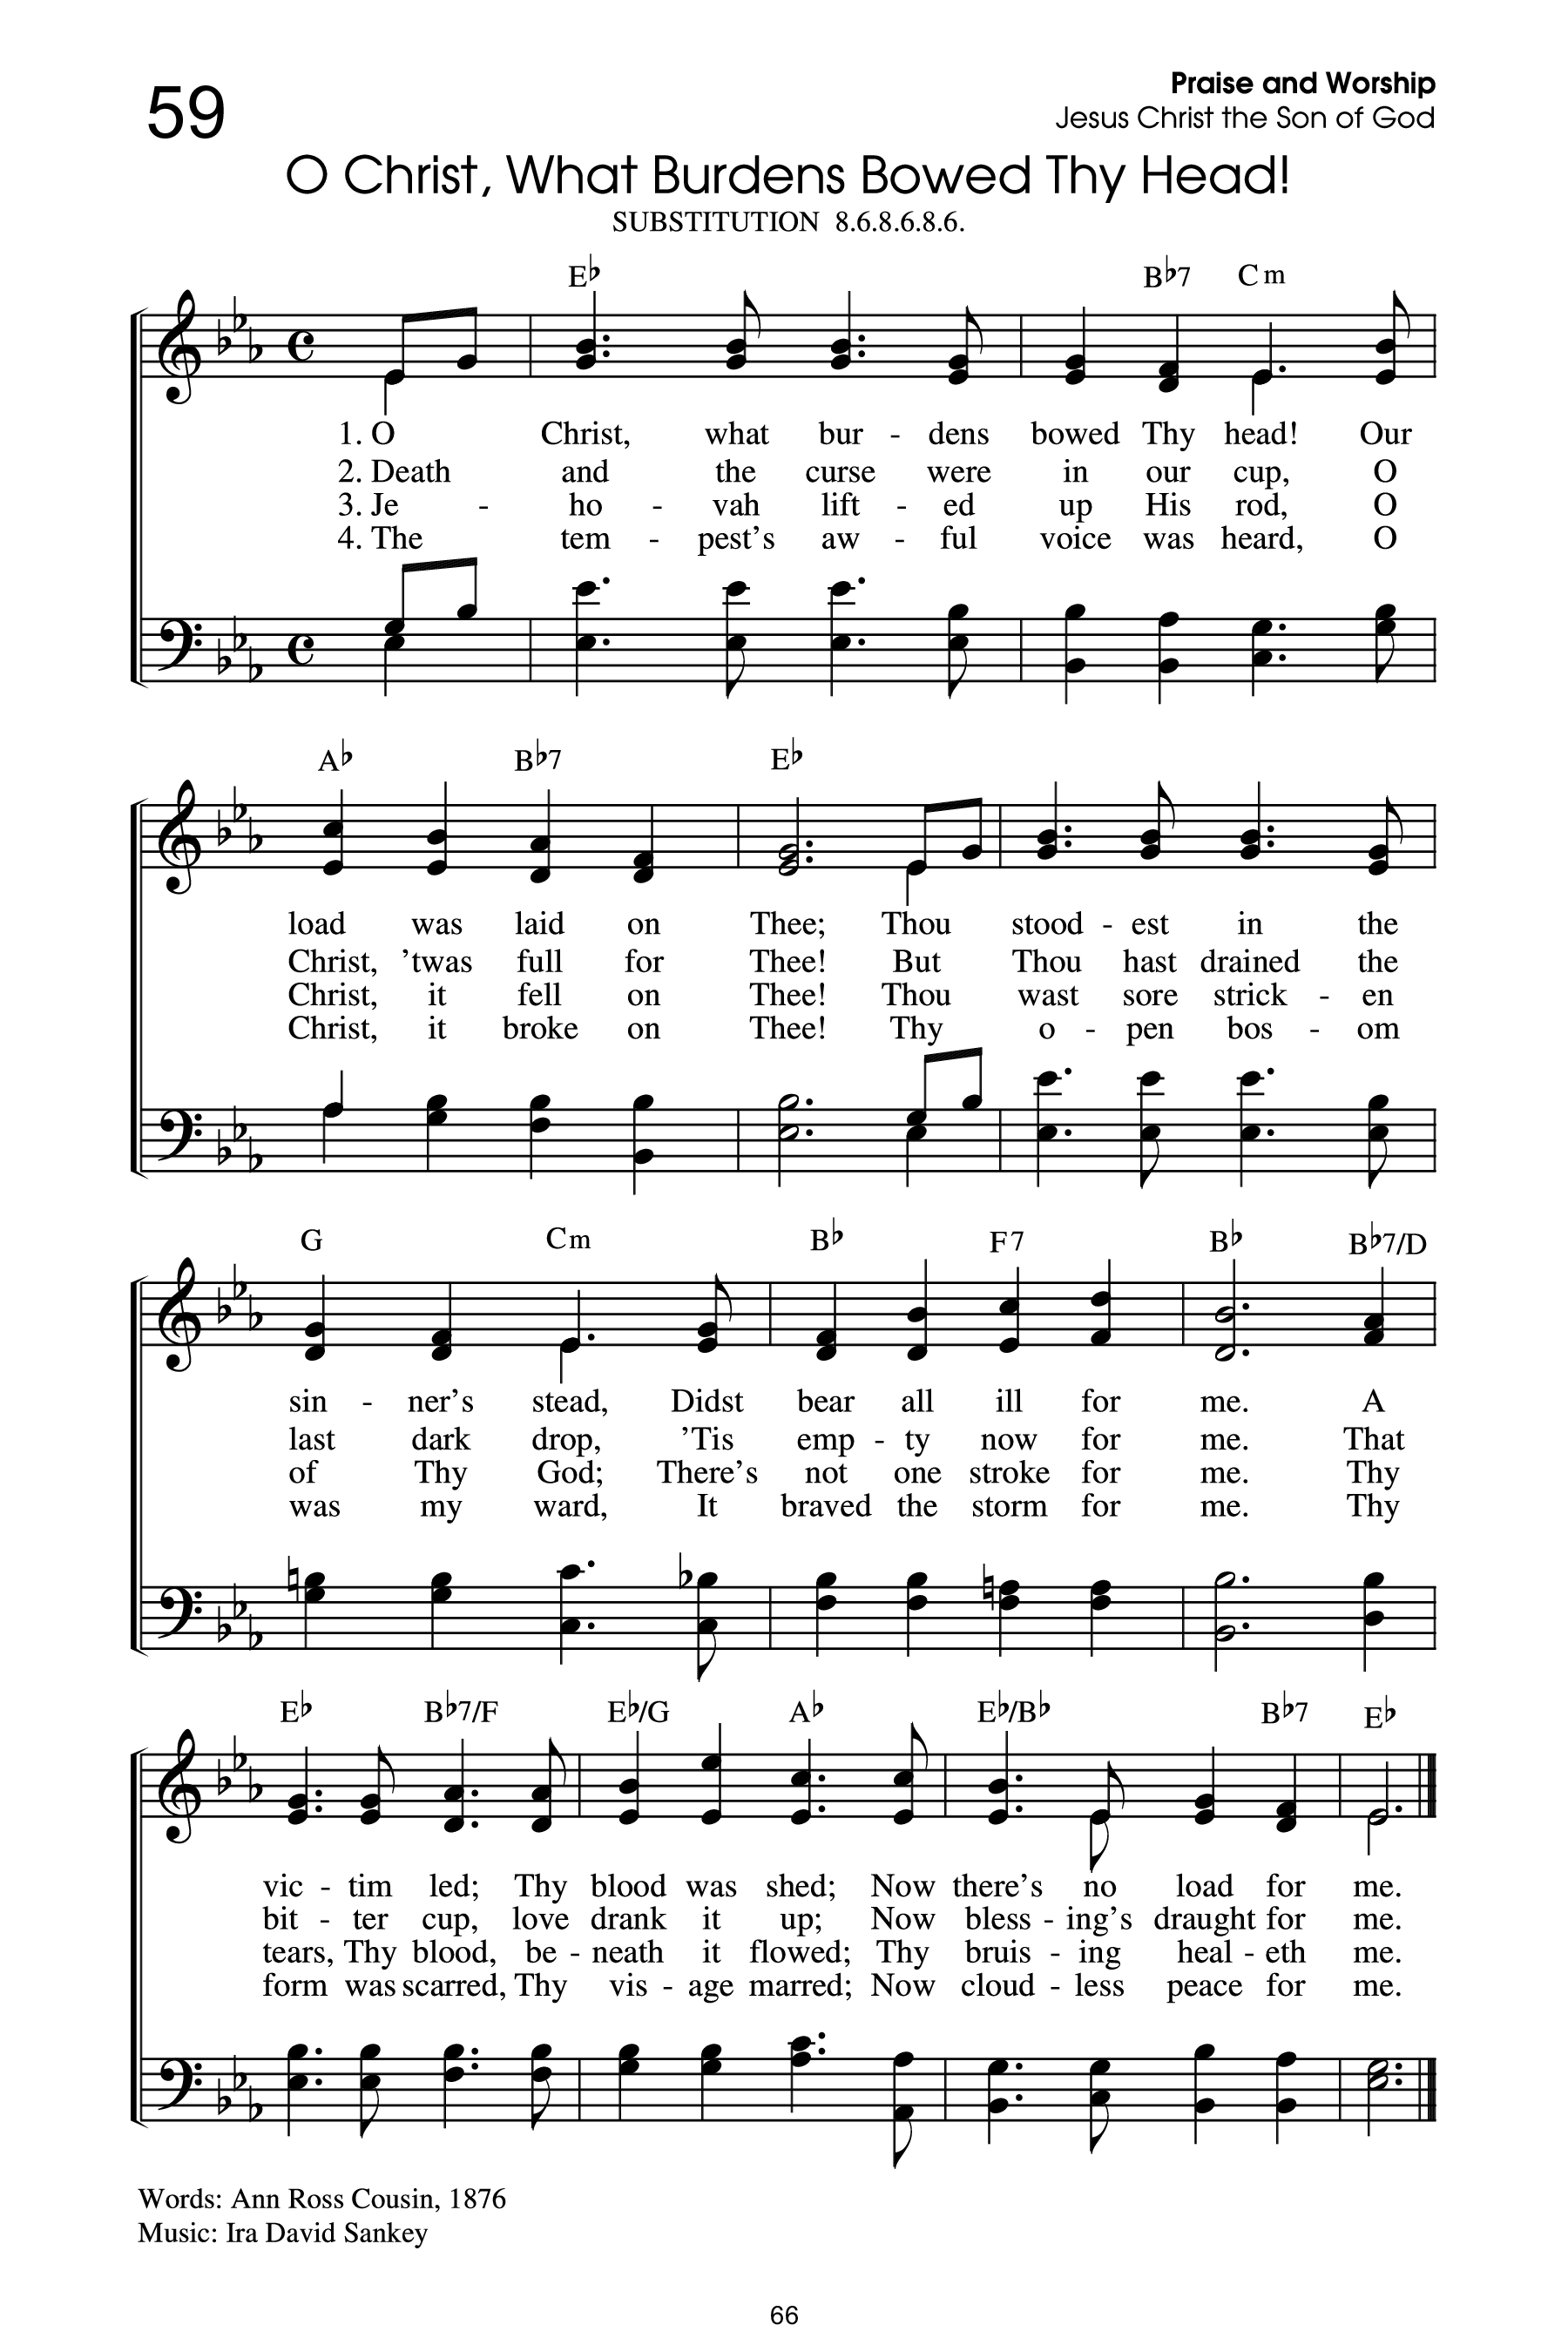 59
Praise and Worship
Jesus Christ the Son of God
O Christ, What Burdens Bowed Thy Head!
SUBSTITUTION 8.6.8.6.8.6.
E♭ B♭7 Cm
1. O Christ, what bur - dens bowed Thy head! Our
2. Death and the curse were in our cup, O
3. Je - ho - vah lift - ed up His rod, O
4. The tem - pest’s aw - ful voice was heard, O
A♭ B♭7 E♭
load was laid on Thee; Thou stood - est in the
Christ, ’twas full for Thee! But Thou hast drained the
Christ, it fell on Thee! Thou wast sore strick - en
Christ, it broke on Thee! Thy o - pen bos - om
G Cm B♭ F7 B♭ B♭7/D
sin - ner’s stead, Didst bear all ill for me. A
last dark drop, ’Tis emp - ty now for me. That
of Thy God; There’s not one stroke for me. Thy
was my ward, It braved the storm for me. Thy
E♭ B♭7/F E♭/G A♭ E♭/B♭ B♭7 E♭
vic - tim led; Thy blood was shed; Now there’s no load for me.
bit - ter cup, love drank it up; Now bless - ing’s draught for me.
tears, Thy blood, be - neath it flowed; Thy bruis - ing heal - eth me.
form was scarred, Thy vis - age marred; Now cloud - less peace for me.
Words: Ann Ross Cousin, 1876
Music: Ira David Sankey
66